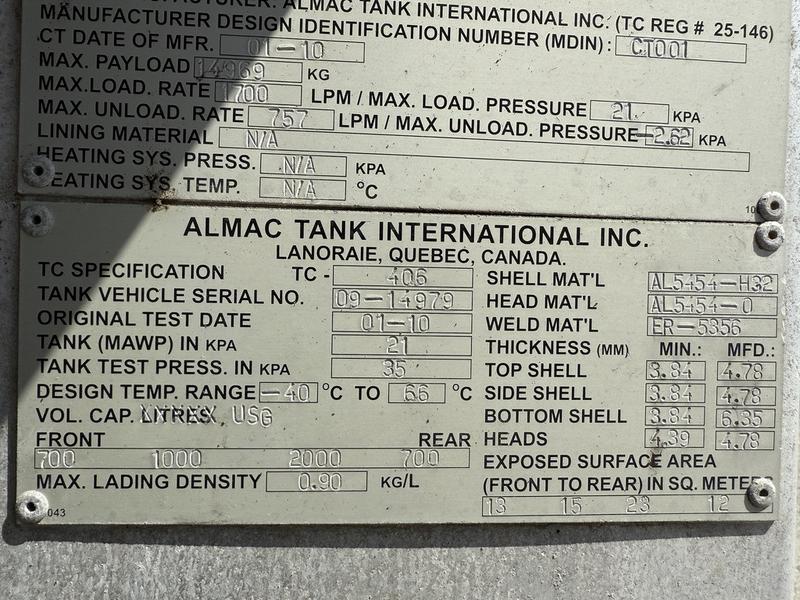 ALMAC TANK INTERNATIONAL INC. (TC REG # 25-146)
MANUFACTURER DESIGN IDENTIFICATION NUMBER (MDIN): CT001
CT DATE OF MFR. 01-10
MAX. PAYLOAD 14969 KG
MAX.LOAD. RATE 1700 LPM / MAX. LOAD. PRESSURE 21 KPA
MAX. UNLOAD. RATE 757 LPM / MAX. UNLOAD. PRESSURE -2.62 KPA
LINING MATERIAL N/A
HEATING SYS. PRESS. N/A KPA
HEATING SYS. TEMP. N/A °C
10
ALMAC TANK INTERNATIONAL INC.
LANORAIE, QUEBEC, CANADA.
TC SPECIFICATION TC - 406
TANK VEHICLE SERIAL NO. 09-14979
ORIGINAL TEST DATE 01-10
TANK (MAWP) IN KPA 21
TANK TEST PRESS. IN KPA 35
DESIGN TEMP. RANGE -40 °C TO 66 °C
VOL. CAP. LITRES, USG
FRONT REAR
700 1000 2000 700
MAX. LADING DENSITY 0.90 KG/L
043
SHELL MAT'L AL5454-H32
HEAD MAT'L AL5454-0
WELD MAT'L ER-5356
THICKNESS (MM) MIN.: MFD.:
TOP SHELL 3.84 4.78
SIDE SHELL 3.84 4.78
BOTTOM SHELL 3.84 6.35
HEADS 4.39 4.78
EXPOSED SURFACE AREA
(FRONT TO REAR) IN SQ. METER
13 15 23 12